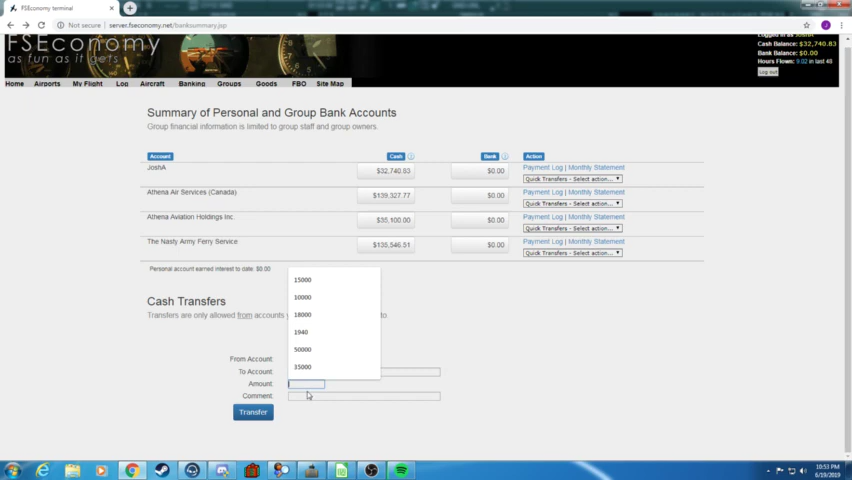 FSEconomy terminal
Not secure | server.fseconomy.net/banksummary.jsp
J
FSEconomy
as fun as it gets
Logged in as JoshA
Cash Balance: $32,740.83
Bank Balance: $0.00
Hours Flown: 9.02 in last 48
Log out
Home Airports My Flight Log Aircraft Banking Groups Goods FBO Site Map
Summary of Personal and Group Bank Accounts
Group financial information is limited to group staff and group owners.
Account Cash Bank Action
JoshA $32,740.83 $0.00 Payment Log | Monthly Statement
Quick Transfers - Select action...
Athena Air Services (Canada) $139,327.77 $0.00 Payment Log | Monthly Statement
Quick Transfers - Select action...
Athena Aviation Holdings Inc. $35,100.00 $0.00 Payment Log | Monthly Statement
Quick Transfers - Select action...
The Nasty Army Ferry Service $135,546.51 $0.00 Payment Log | Monthly Statement
Quick Transfers - Select action...
Personal account earned interest to date: $0.00
15000
10000
18000
1940
50000
35000
Cash Transfers
Transfers are only allowed from accounts y to
From Account:
To Account:
Amount:
Comment:
Transfer
10:53 PM
6/19/2019